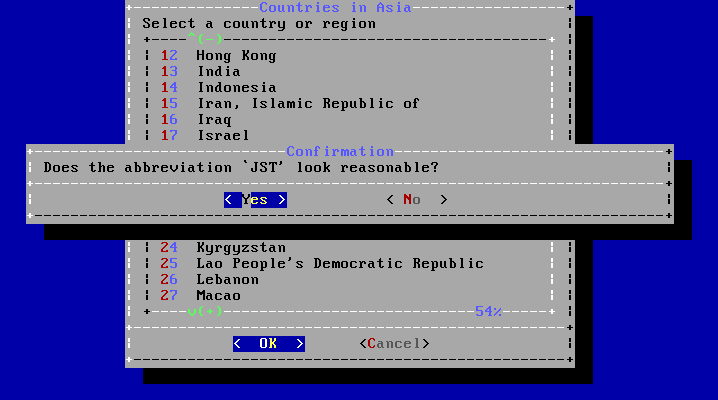 Countries in Asia
Select a country or region
^(-)
12 Hong Kong
13 India
14 Indonesia
15 Iran, Islamic Republic of
16 Iraq
17 Israel
Confirmation
Does the abbreviation `JST' look reasonable?
< Yes > < No >
24 Kyrgyzstan
25 Lao People's Democratic Republic
26 Lebanon
27 Macao
v(+) 54%
< OK > <Cancel>